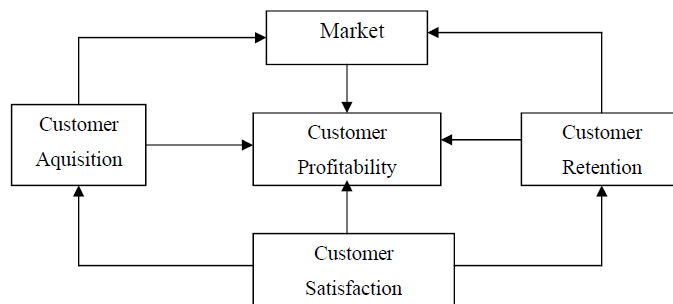 Market
Customer
Aquisition
Customer
Profitability
Customer
Retention
Customer
Satisfaction